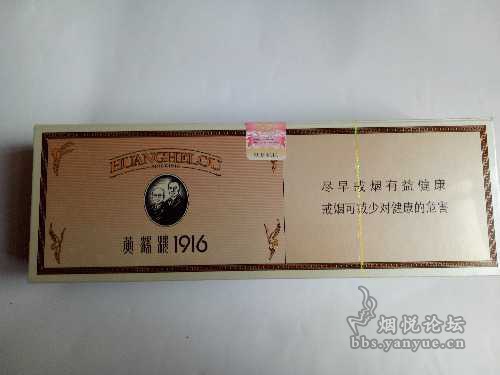 HUANGHELOU
黄鹤楼1916
尽早戒烟有益健康
戒烟可减少对健康的危害
烟悦论坛
bbs.yanyue.cn